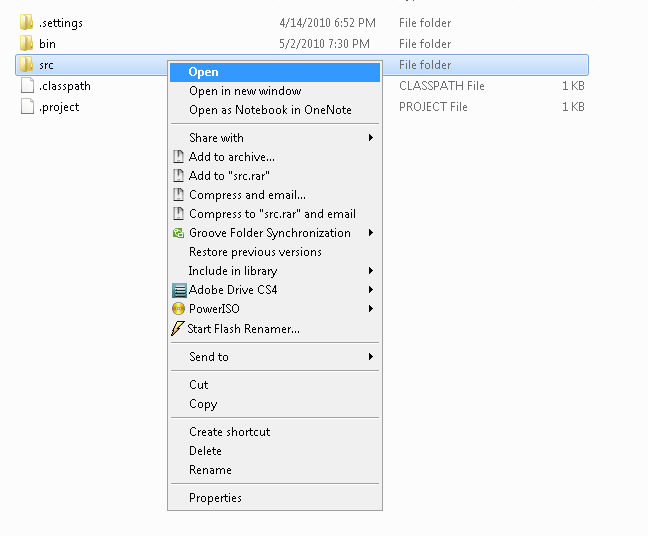 .settings 4/14/2010 6:52 PM File folder
bin 5/2/2010 7:30 PM File folder
src File folder
.classpath CLASSPATH File 1 KB
.project PROJECT File 1 KB
Open
Open in new window
Open as Notebook in OneNote
Share with
Add to archive...
Add to "src.rar"
Compress and email...
Compress to "src.rar" and email
Groove Folder Synchronization
Restore previous versions
Include in library
Adobe Drive CS4
PowerISO
Start Flash Renamer...
Send to
Cut
Copy
Create shortcut
Delete
Rename
Properties